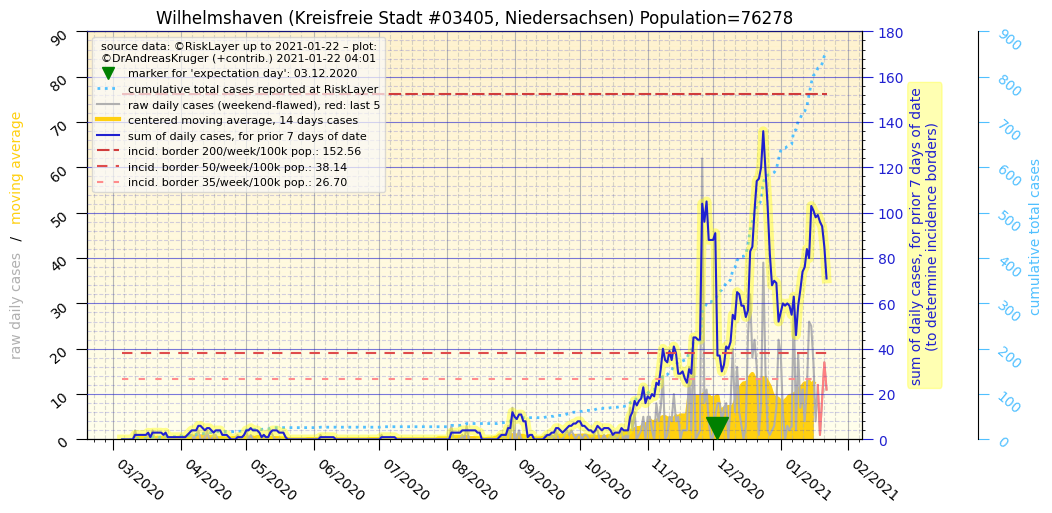 Wilhelmshaven (Kreisfreie Stadt #03405, Niedersachsen) Population=76278
source data: ©RiskLayer up to 2021-01-22 – plot:
©DrAndreasKruger (+contrib.) 2021-01-22 04:01
marker for 'expectation day': 03.12.2020
cumulative total cases reported at RiskLayer
raw daily cases (weekend-flawed), red: last 5
centered moving average, 14 days cases
sum of daily cases, for prior 7 days of date
incid. border 200/week/100k pop.: 152.56
incid. border 50/week/100k pop.: 38.14
incid. border 35/week/100k pop.: 26.70
raw daily cases / moving average
90
80
70
60
50
40
30
20
10
0
03/2020
04/2020
05/2020
06/2020
07/2020
08/2020
09/2020
10/2020
11/2020
12/2020
01/2021
02/2021
180
160
140
120
100
80
60
40
20
0
sum of daily cases, for prior 7 days of date
(to determine incidence borders)
900
800
700
600
500
400
300
200
100
0
cumulative total cases